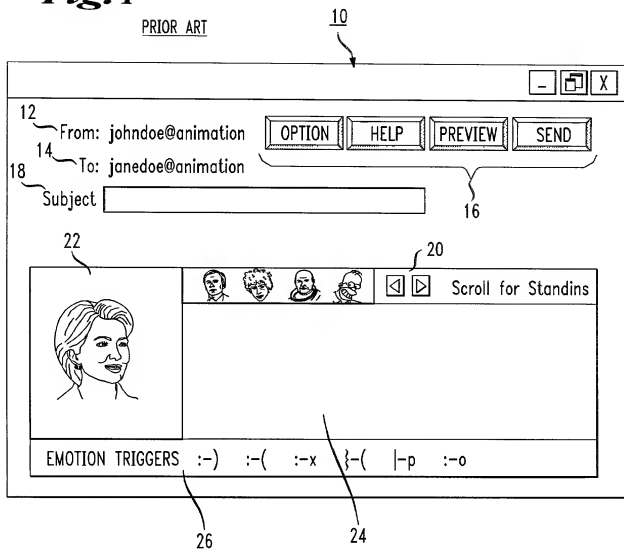 Fig. 1
PRIOR ART
10
_ X
12 From: johndoe@animation OPTION HELP PREVIEW SEND
14 To: janedoe@animation
18 Subject
16
22
20
Scroll for Standins
EMOTION TRIGGERS :-) :-( :-x }-( |-p :-o
26
24